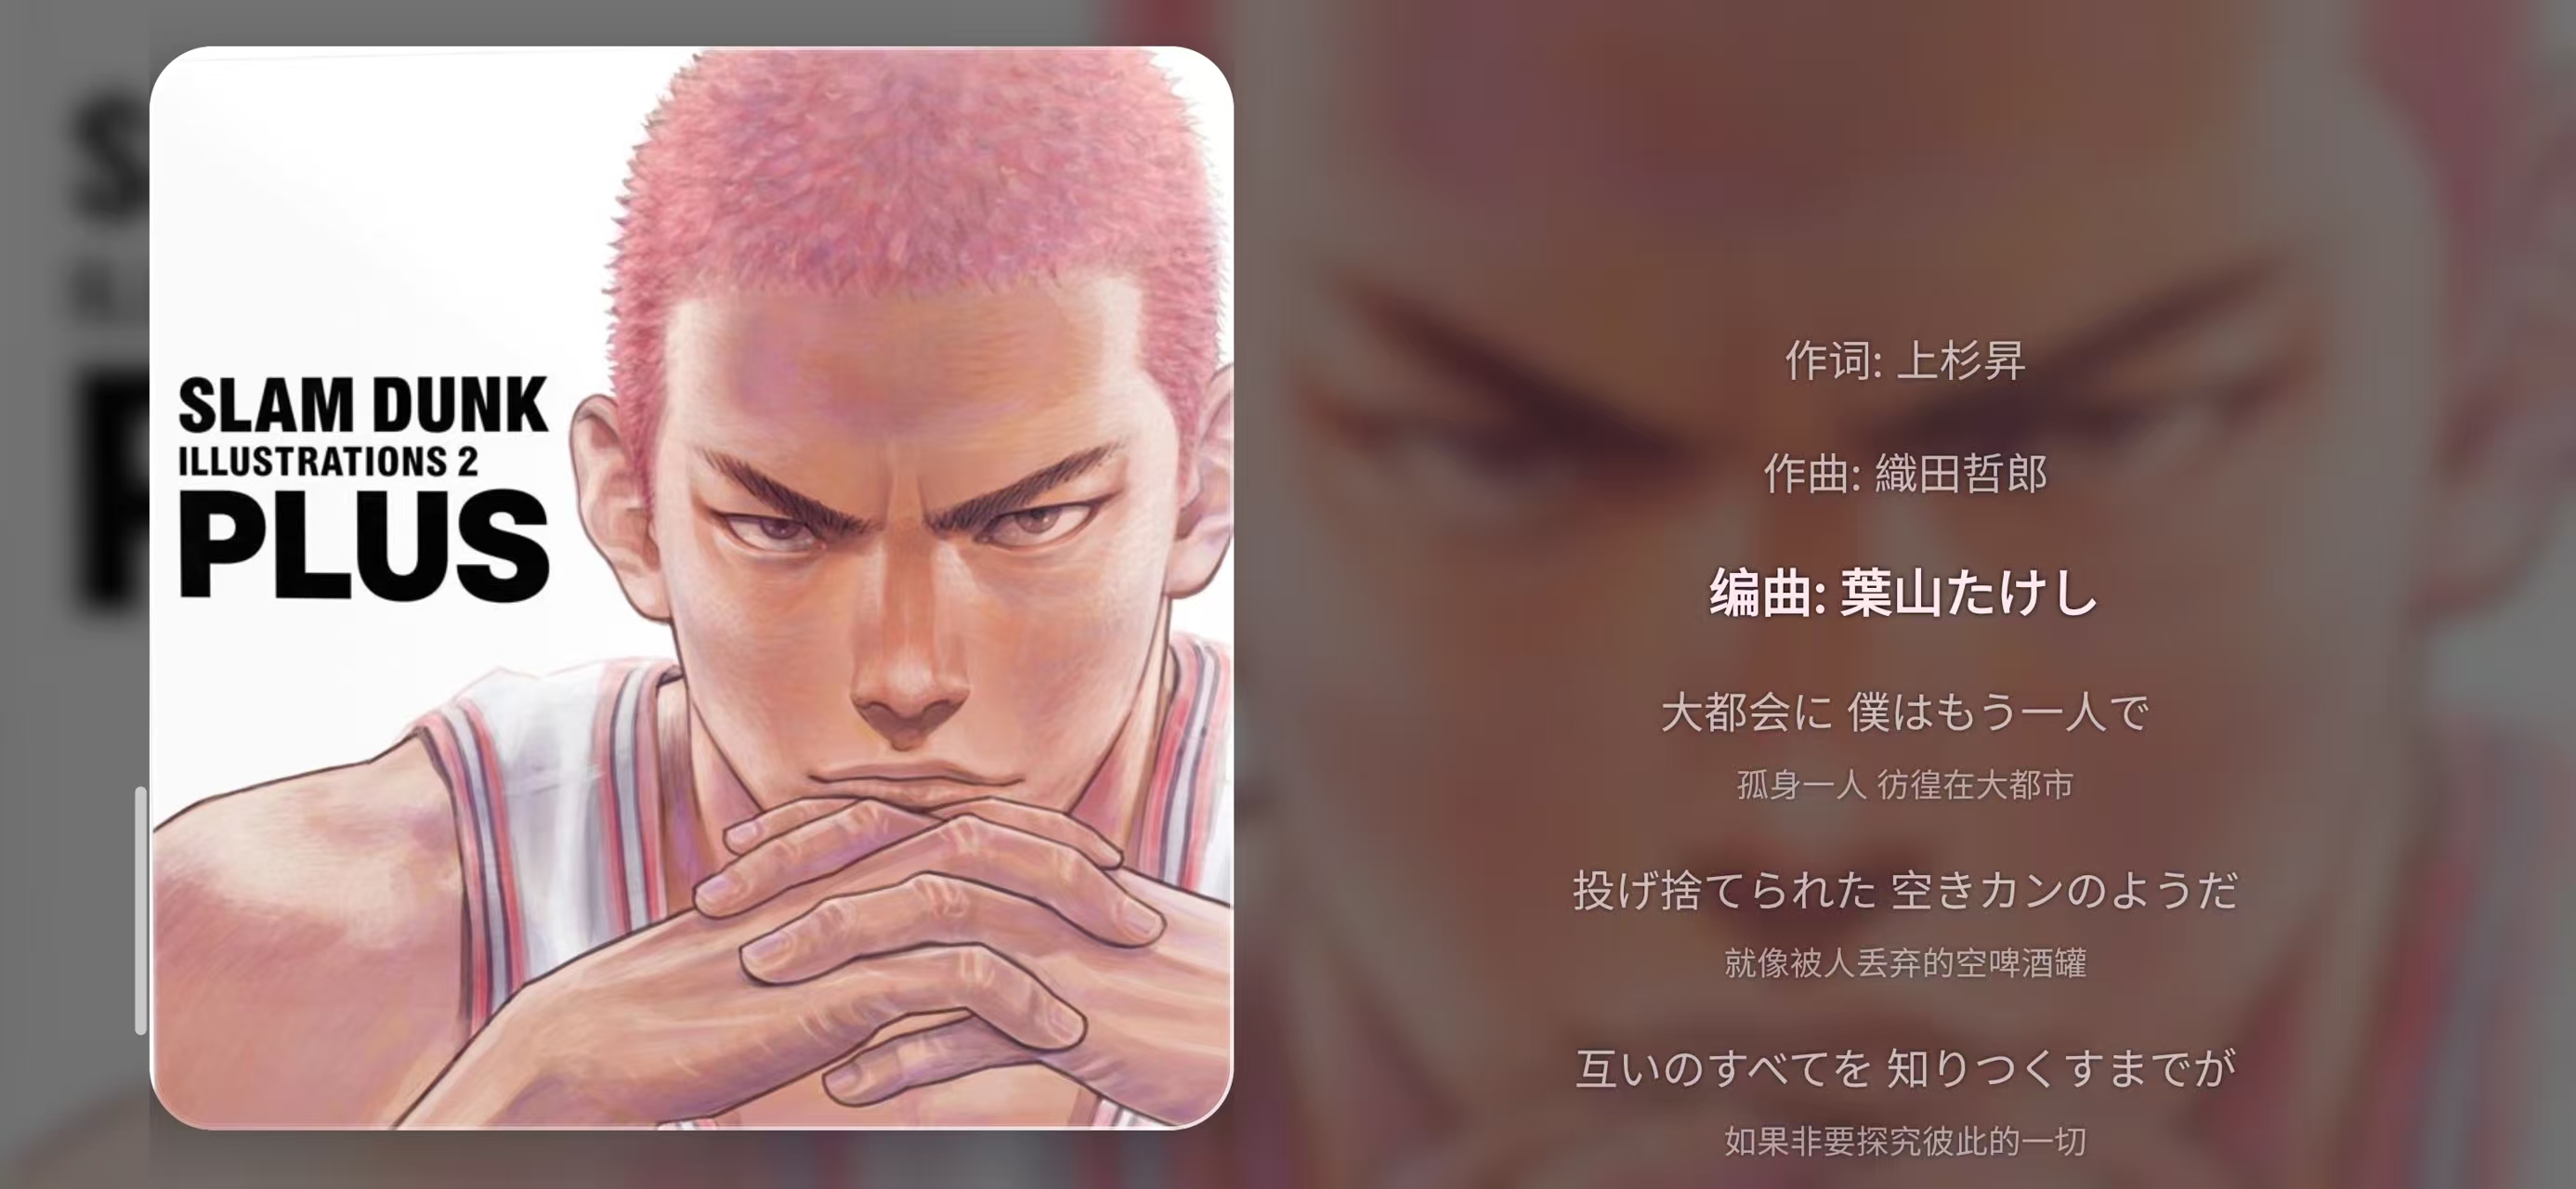 SLAM DUNK
ILLUSTRATIONS 2
PLUS
作词: 上杉昇
作曲: 織田哲郎
编曲: 葉山たけし
大都会に 僕はもう一人で
孤身一人 彷徨在大都市
投げ捨てられた 空きカンのようだ
就像被人丢弃的空啤酒罐
互いのすべてを 知りつくすまでが
如果非要探究彼此的一切